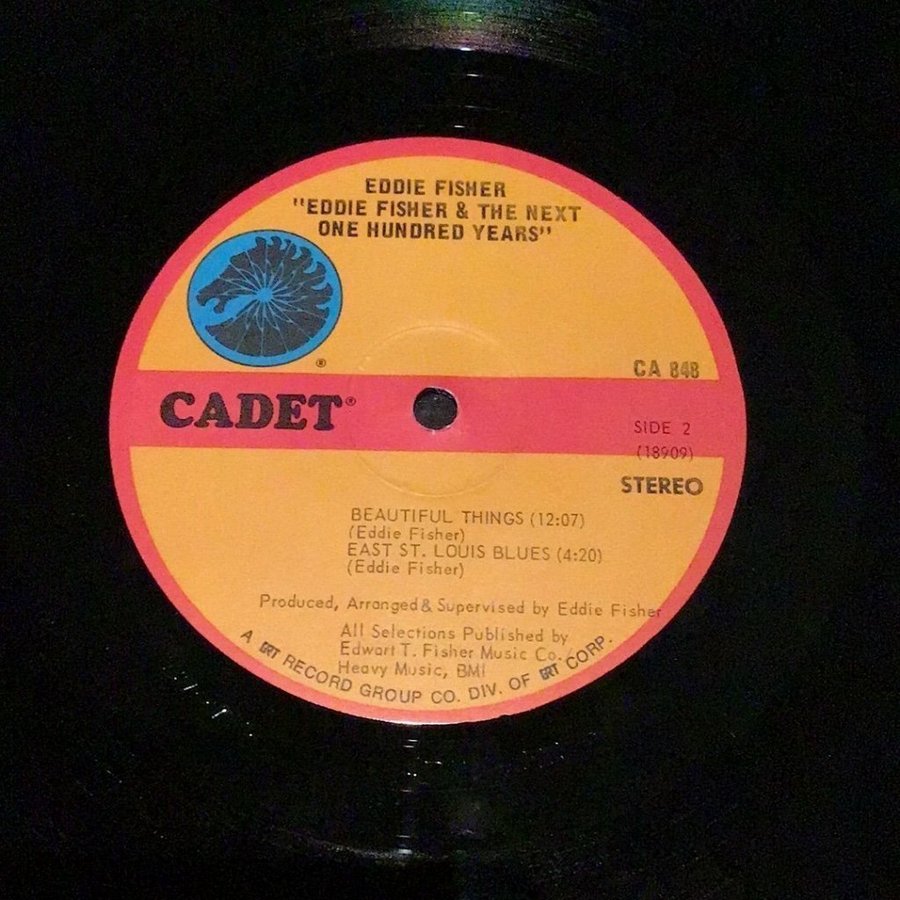 EDDIE FISHER
"EDDIE FISHER & THE NEXT
ONE HUNDRED YEARS"
®
CA 848
CADET®
SIDE 2
(18909)
STEREO
BEAUTIFUL THINGS (12:07)
(Eddie Fisher)
EAST ST. LOUIS BLUES (4:20)
(Eddie Fisher)
Produced, Arranged & Supervised by Eddie Fisher
All Selections Published by
Edwart T. Fisher Music Co. /
Heavy Music, BMI
A GRT RECORD GROUP CO. DIV. OF GRT CORP.